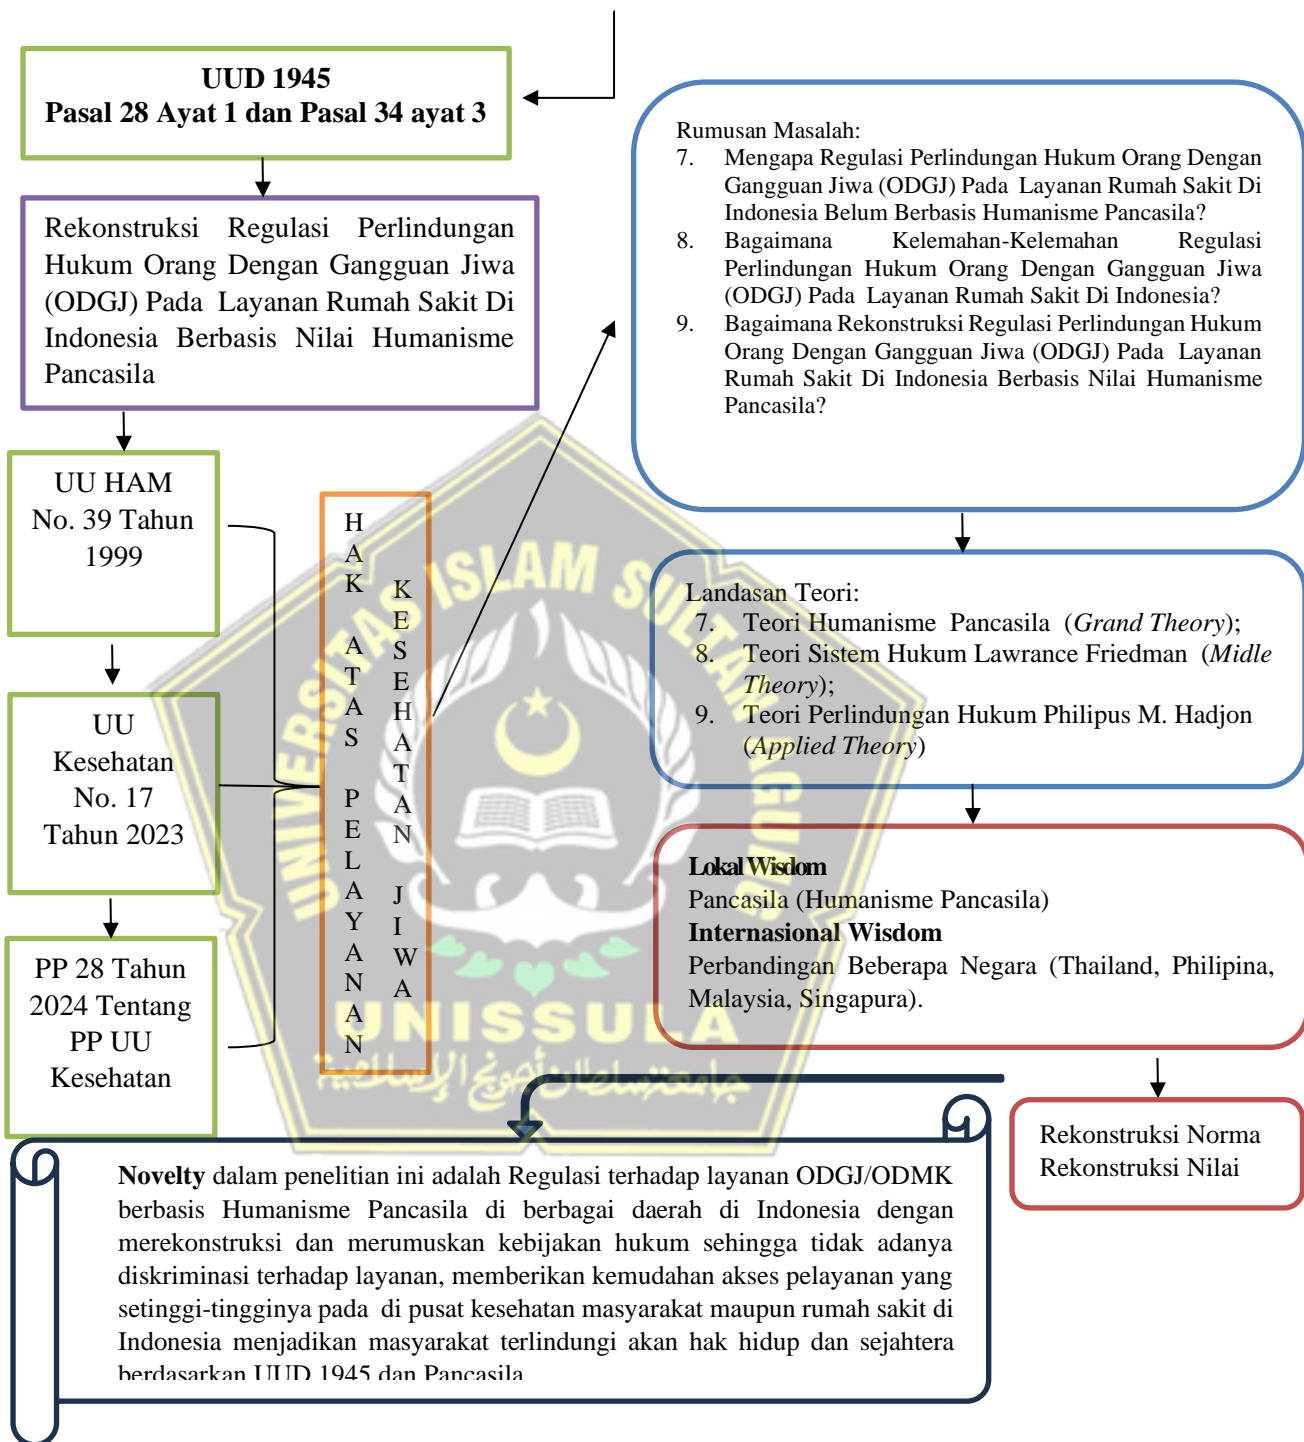 UUD 1945
Pasal 28 Ayat 1 dan Pasal 34 ayat 3
Rekonstruksi Regulasi Perlindungan
Hukum Orang Dengan Gangguan Jiwa
(ODGJ) Pada Layanan Rumah Sakit Di
Indonesia Berbasis Nilai Humanisme
Pancasila
UU HAM
No. 39 Tahun
1999
UU
Kesehatan
No. 17
Tahun 2023
PP 28 Tahun
2024 Tentang
PP UU
Kesehatan
HAK ATAS PELAYANAN
KESEHATAN JIWA
Rumusan Masalah:
7. Mengapa Regulasi Perlindungan Hukum Orang Dengan
Gangguan Jiwa (ODGJ) Pada Layanan Rumah Sakit Di
Indonesia Belum Berbasis Humanisme Pancasila?
8. Bagaimana Kelemahan-Kelemahan Regulasi
Perlindungan Hukum Orang Dengan Gangguan Jiwa
(ODGJ) Pada Layanan Rumah Sakit Di Indonesia?
9. Bagaimana Rekonstruksi Regulasi Perlindungan Hukum
Orang Dengan Gangguan Jiwa (ODGJ) Pada Layanan
Rumah Sakit Di Indonesia Berbasis Nilai Humanisme
Pancasila?
Landasan Teori:
7. Teori Humanisme Pancasila (Grand Theory);
8. Teori Sistem Hukum Lawrance Friedman (Midle
Theory);
9. Teori Perlindungan Hukum Philipus M. Hadjon
(Applied Theory)
Lokal Wisdom
Pancasila (Humanisme Pancasila)
Internasional Wisdom
Perbandingan Beberapa Negara (Thailand, Philipina,
Malaysia, Singapura).
Rekonstruksi Norma
Rekonstruksi Nilai
Novelty dalam penelitian ini adalah Regulasi terhadap layanan ODGJ/ODMK
berbasis Humanisme Pancasila di berbagai daerah di Indonesia dengan
merekonstruksi dan merumuskan kebijakan hukum sehingga tidak adanya
diskriminasi terhadap layanan, memberikan kemudahan akses pelayanan yang
setinggi-tingginya pada di pusat kesehatan masyarakat maupun rumah sakit di
Indonesia menjadikan masyarakat terlindungi akan hak hidup dan sejahtera
berdasarkan UUD 1945 dan Pancasila
UNIVERSITAS ISLAM SULTAN AGUNG
UNISSULA
جامعة سلطان أجونج الإسلامية